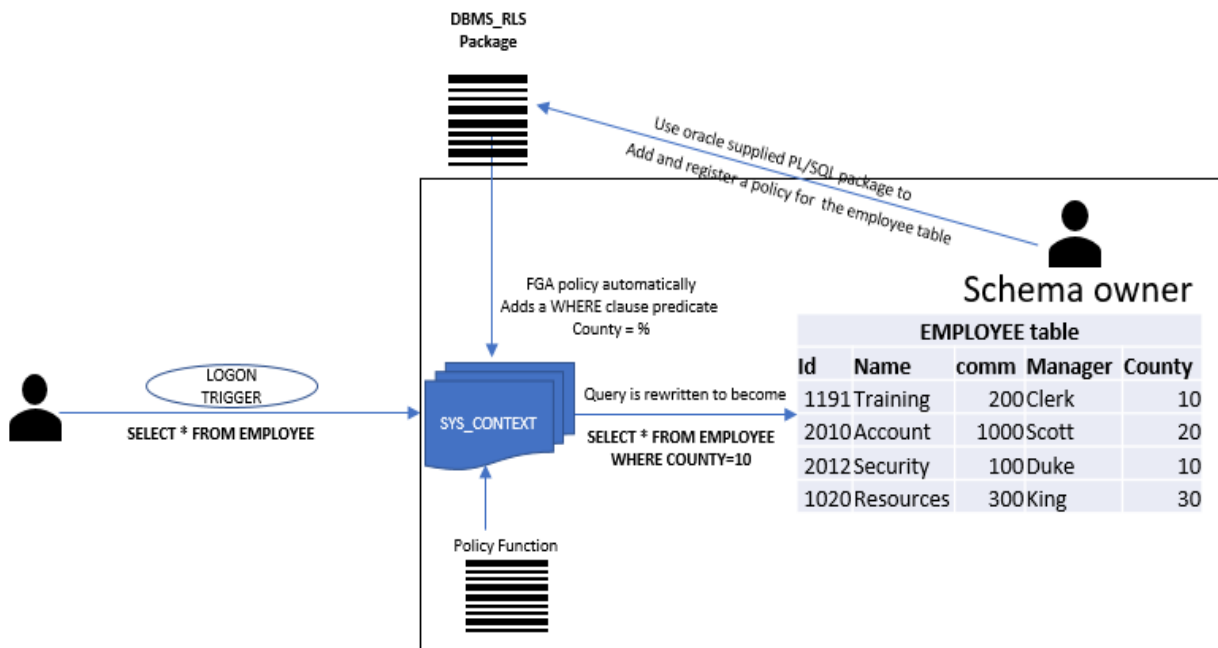 DBMS_RLS
Package
Use oracle supplied PL/SQL package to
Add and register a policy for the employee table
FGA policy automatically
Adds a WHERE clause predicate
County = %
Schema owner
LOGON
TRIGGER
SELECT * FROM EMPLOYEE
SYS_CONTEXT
Query is rewritten to become
SELECT * FROM EMPLOYEE
WHERE COUNTY=10
Policy Function
EMPLOYEE table
Id Name comm Manager County
1191 Training 200 Clerk 10
2010 Account 1000 Scott 20
2012 Security 100 Duke 10
1020 Resources 300 King 30